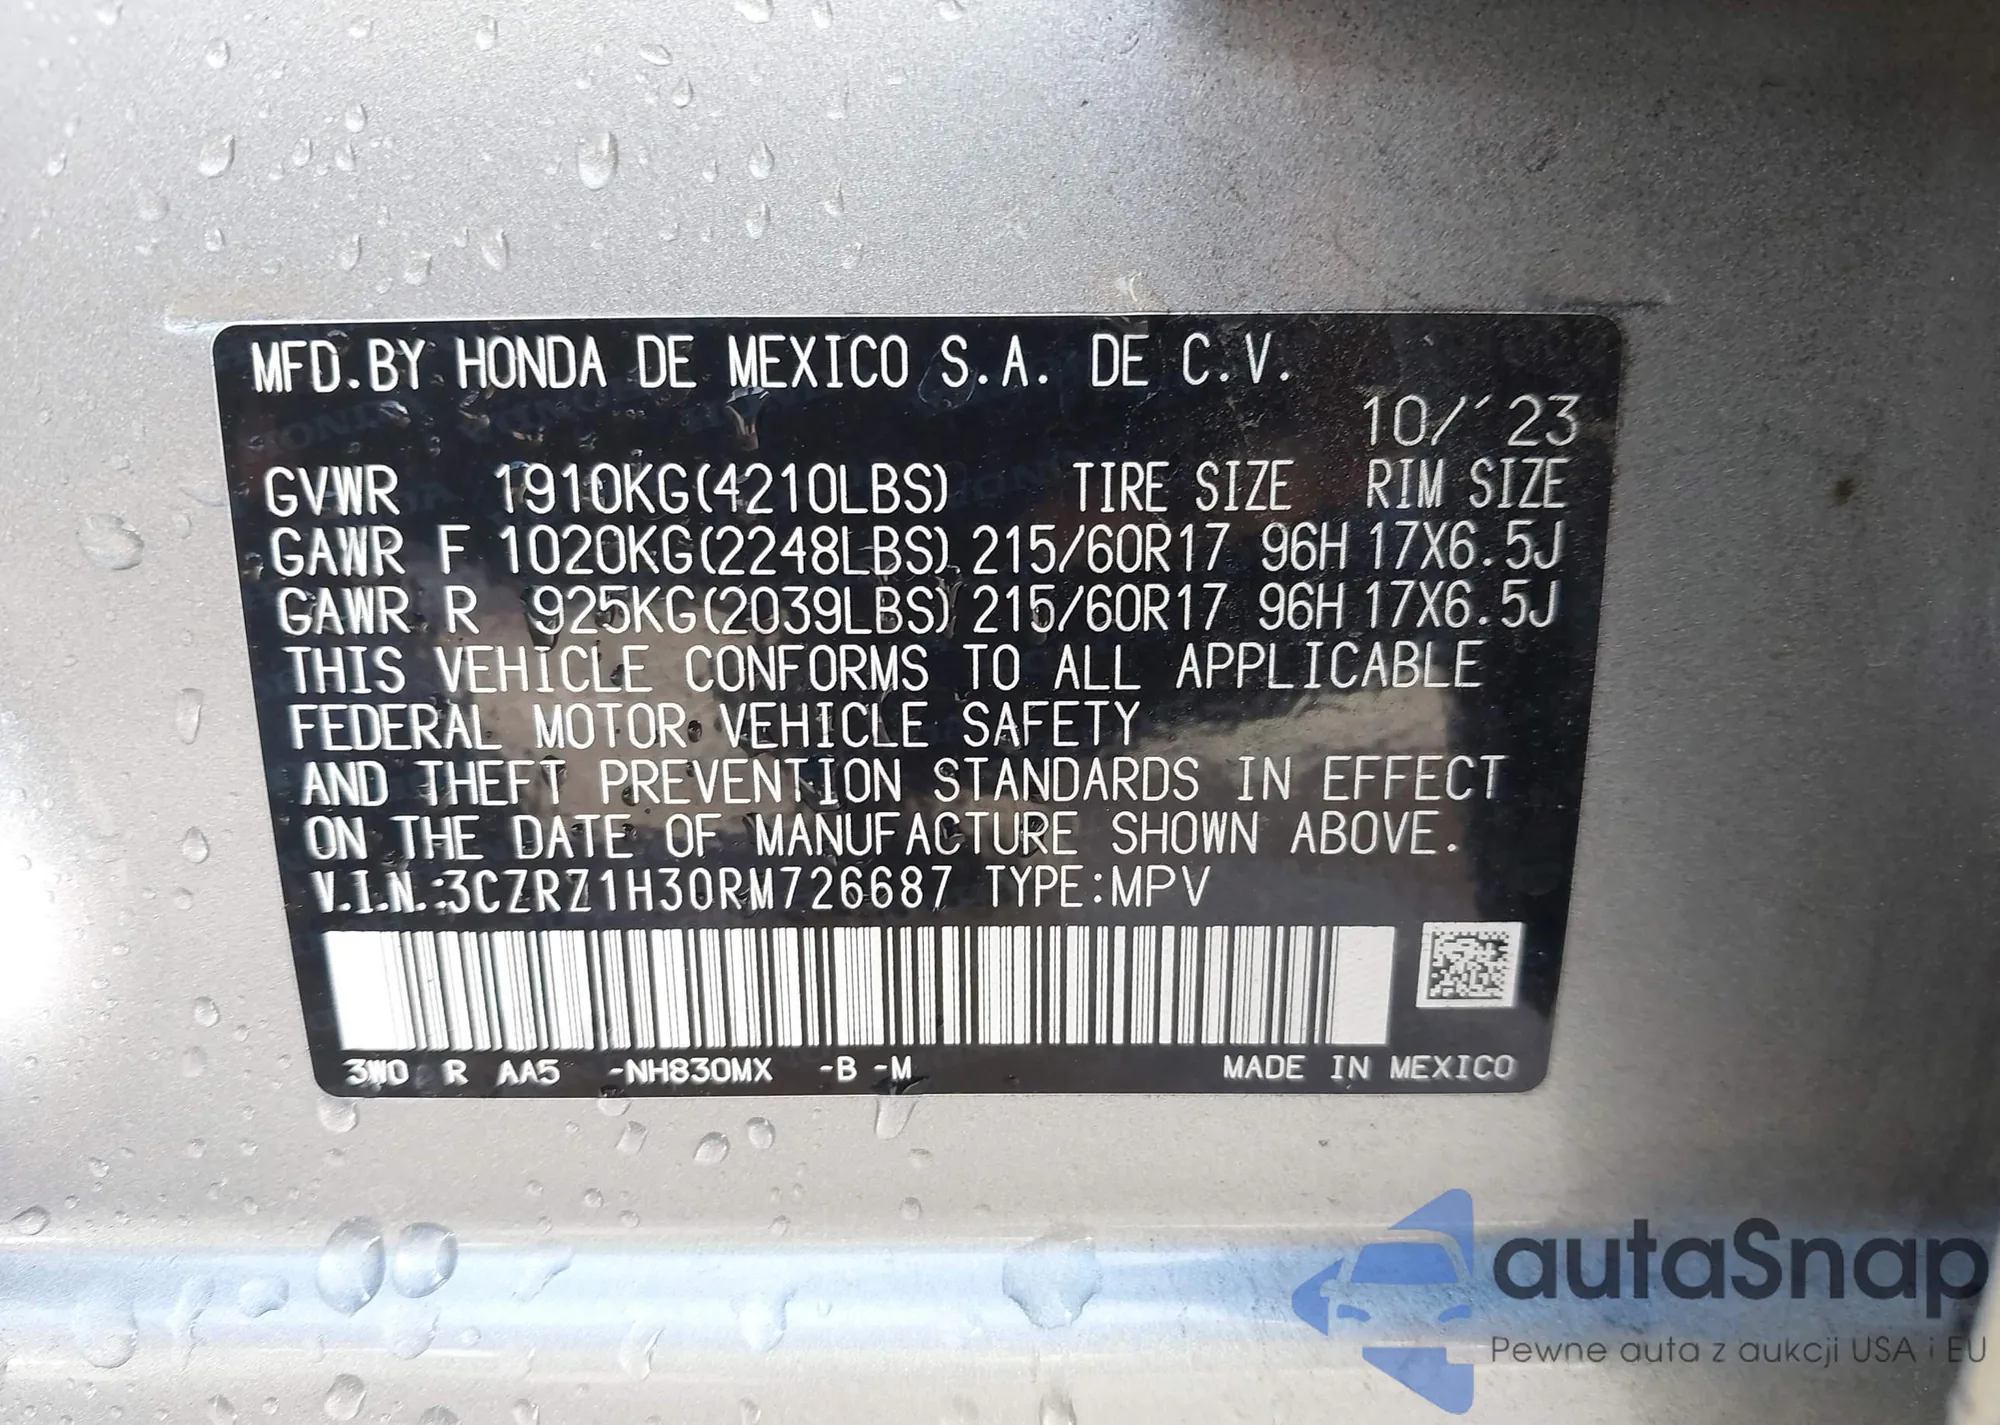 MFD.BY HONDA DE MEXICO S.A. DE C.V.
10/'23
GVWR 1910KG(4210LBS) TIRE SIZE RIM SIZE
GAWR F 1020KG(2248LBS) 215/60R17 96H 17X6.5J
GAWR R 925KG(2039LBS) 215/60R17 96H 17X6.5J
THIS VEHICLE CONFORMS TO ALL APPLICABLE
FEDERAL MOTOR VEHICLE SAFETY
AND THEFT PREVENTION STANDARDS IN EFFECT
ON THE DATE OF MANUFACTURE SHOWN ABOVE.
V.I.N.:3CZRZ1H30RM726687 TYPE:MPV
3W0 R AA5 -NH830MX -B -M MADE IN MEXICO
autaSnap
Pewne auta z aukcji USA i EU